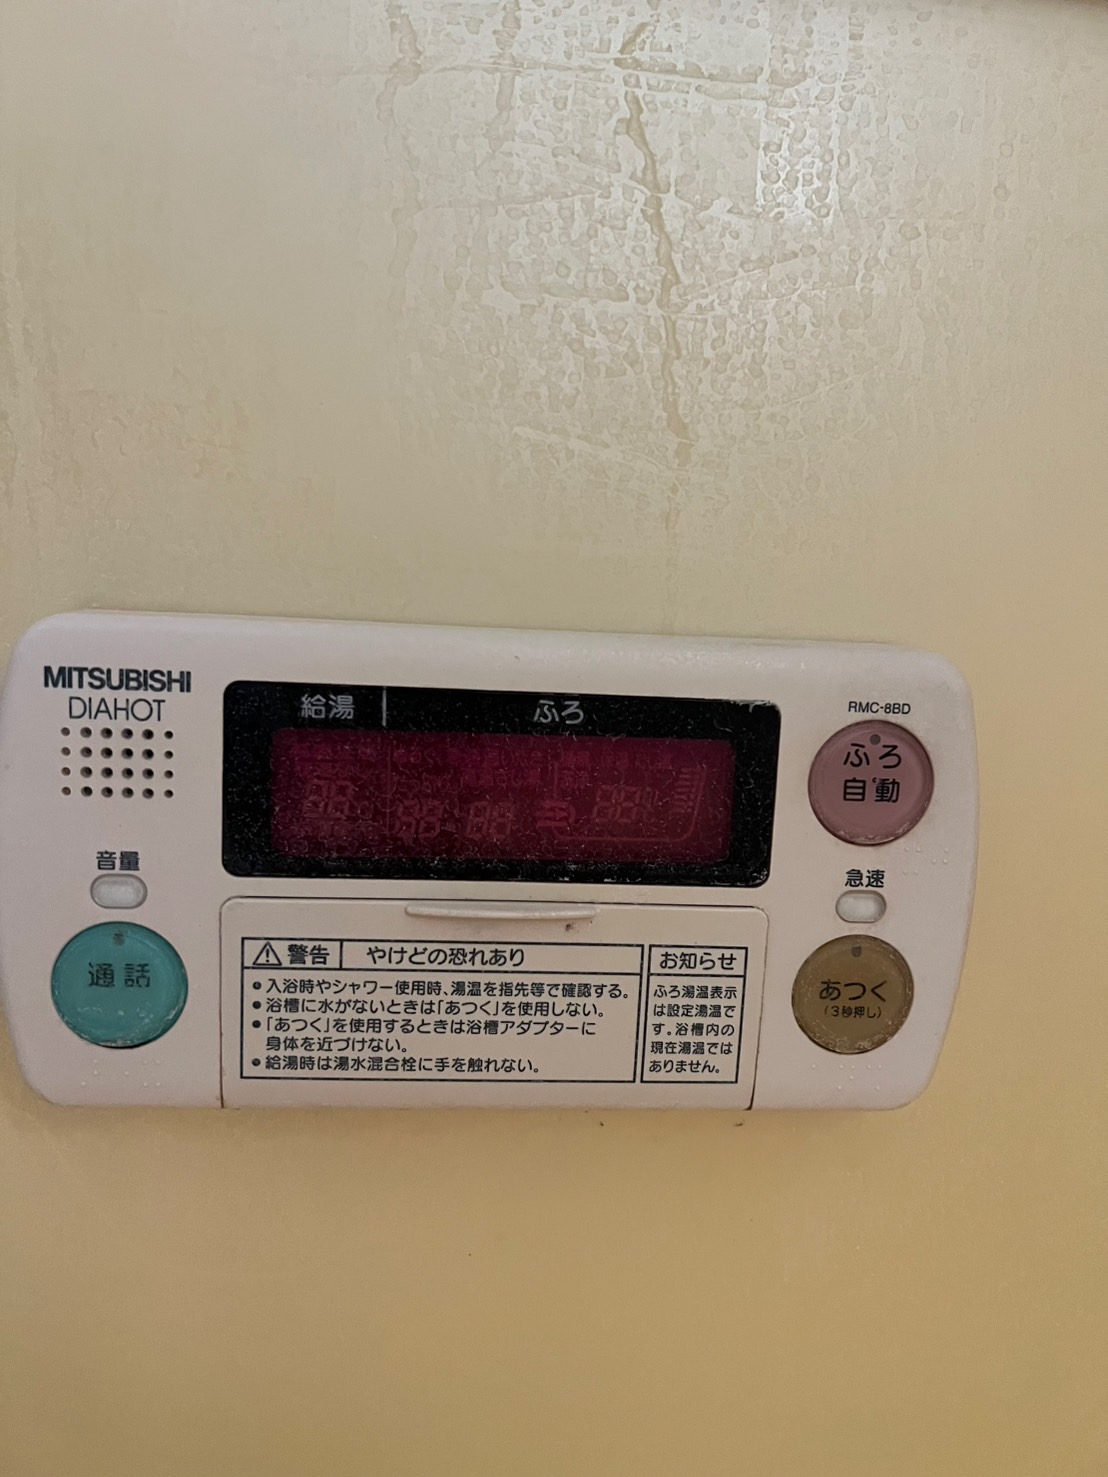 MITSUBISHI
DIAHOT
給湯
ふろ
RMC-8BD
ふろ
自動
音量
急速
通話
あつく
(3秒押し)
警告 やけどの恐れあり
●入浴時やシャワー使用時、湯温を指先等で確認する。
●浴槽に水がないときは「あつく」を使用しない。
●「あつく」を使用するときは浴槽アダプターに
身体を近づけない。
●給湯時は湯水混合栓に手を触れない。
お知らせ
ふろ湯温表示
は設定湯温で
す。浴槽内の
現在湯温では
ありません。